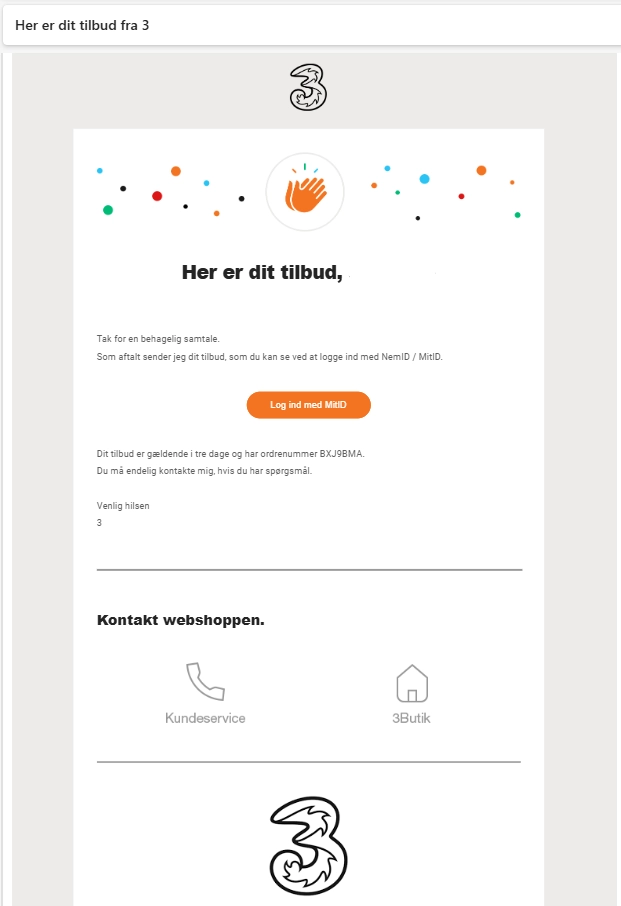 Her er dit tilbud fra 3
3
Her er dit tilbud,
Tak for en behagelig samtale.
Som aftalt sender jeg dit tilbud, som du kan se ved at logge ind med NemID / MitID.
Log ind med MitID
Dit tilbud er gældende i tre dage og har ordrenummer BXJ9BMA.
Du må endelig kontakte mig, hvis du har spørgsmål.
Venlig hilsen
3
Kontakt webshoppen.
Kundeservice
3Butik
3